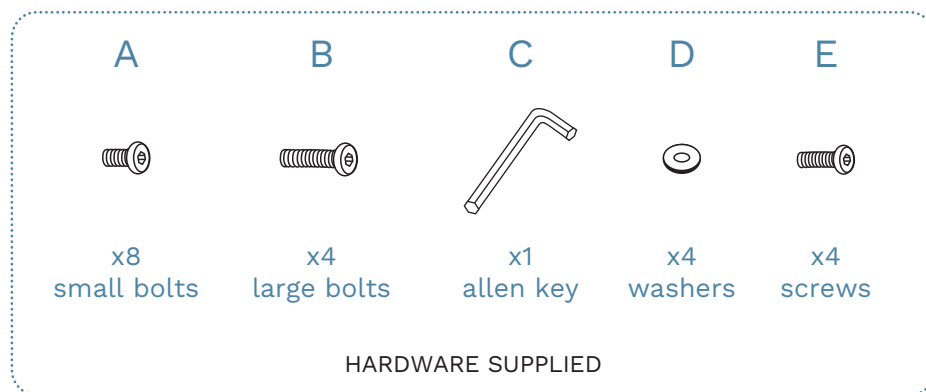 A B C D E
x8 x4 x1 x4 x4
small bolts large bolts allen key washers screws
HARDWARE SUPPLIED